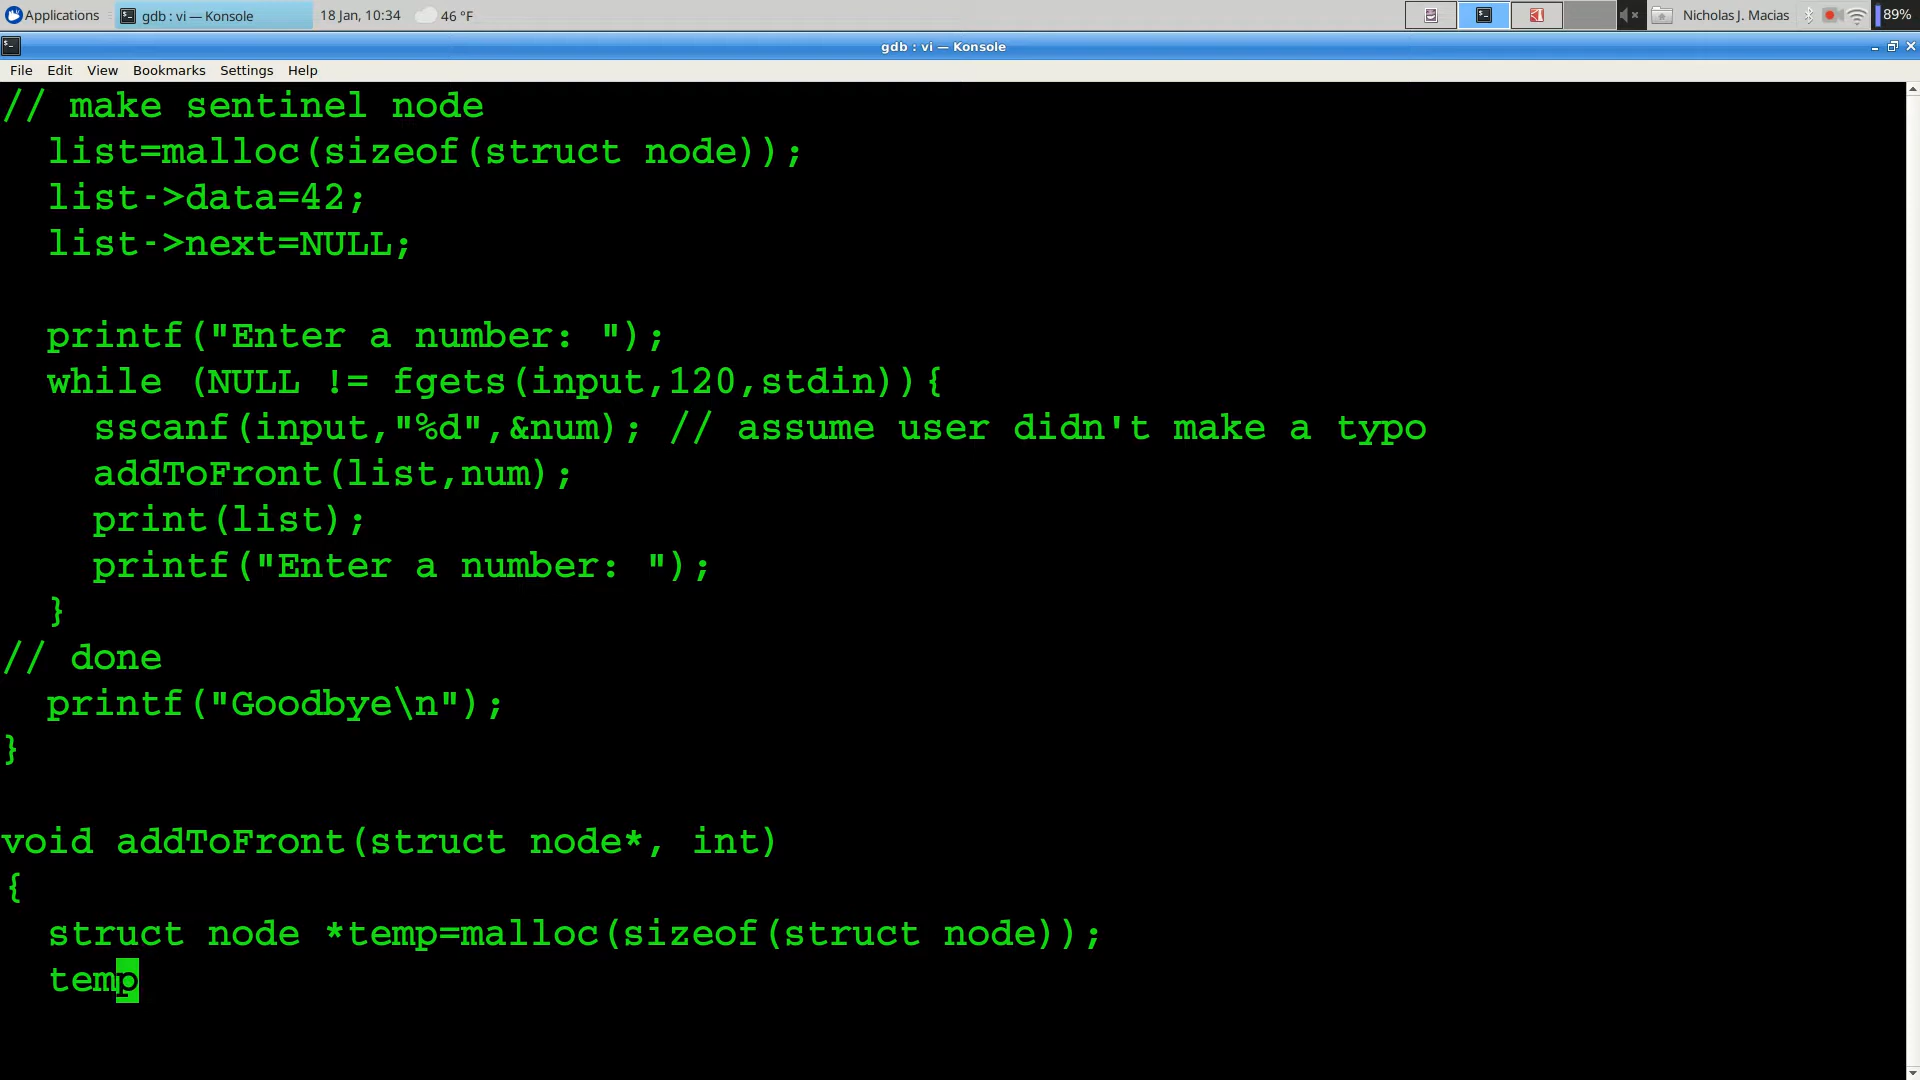 Applications gdb : vi — Konsole 18 Jan, 10:34 46 °F Nicholas J. Macias 89%
gdb : vi — Konsole
File Edit View Bookmarks Settings Help
// make sentinel node
list=malloc(sizeof(struct node));
list->data=42;
list->next=NULL;
printf("Enter a number: ");
while (NULL != fgets(input,120,stdin)){
sscanf(input,"%d",&num); // assume user didn't make a typo
addToFront(list,num);
print(list);
printf("Enter a number: ");
}
// done
printf("Goodbye\n");
}
void addToFront(struct node*, int)
{
struct node *temp=malloc(sizeof(struct node));
temp